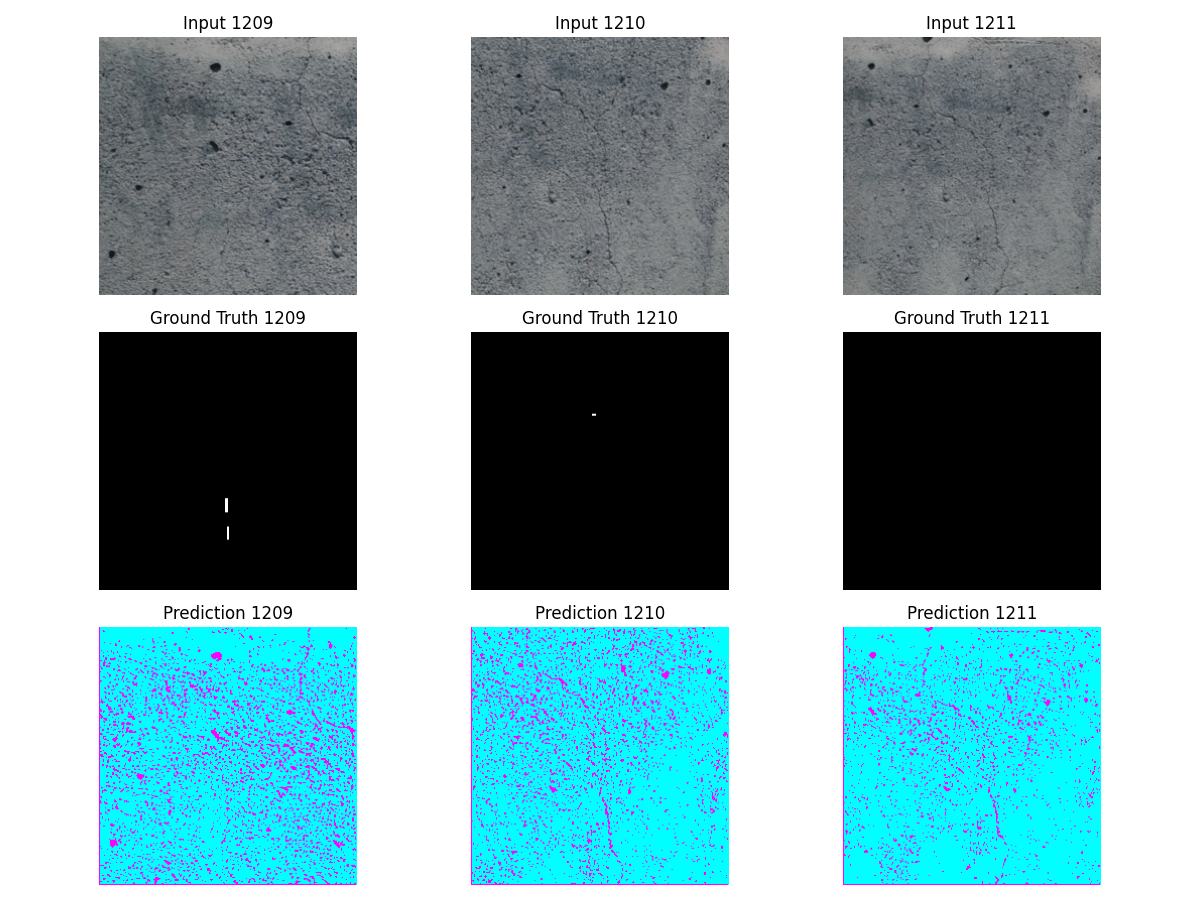 Input 1209
Input 1210
Input 1211
Ground Truth 1209
Ground Truth 1210
Ground Truth 1211
Prediction 1209
Prediction 1210
Prediction 1211